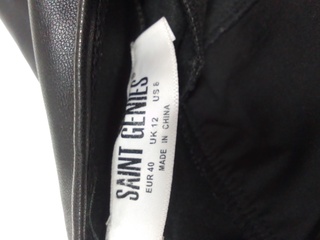 SAINT GENIES
EUR 40 UK 12 US 8
MADE IN CHINA